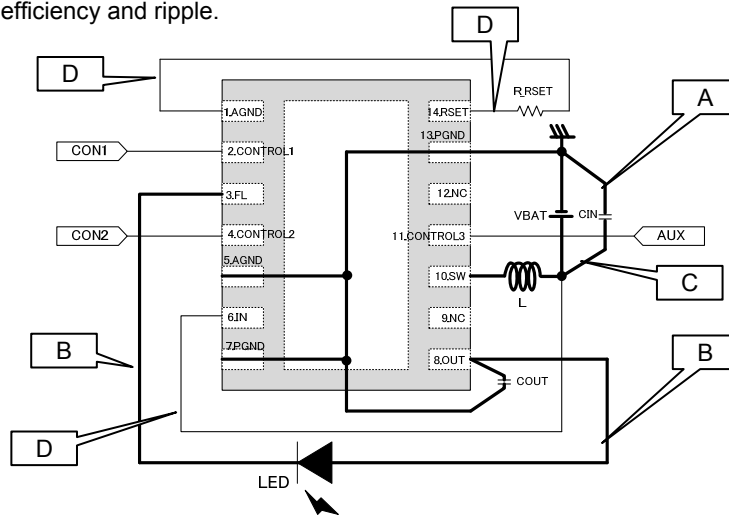 efficiency and ripple.
D
D
R_RSET
A
1.AGND
14.RSET
13.PGND
CON1
2.CONTROL1
3.FL
12.NC
VBAT
CIN
CON2
4.CONTROL2
11.CONTROL3
AUX
5.AGND
10.SW
L
C
6.IN
9.NC
B
7.PGND
8.OUT
B
COUT
D
LED